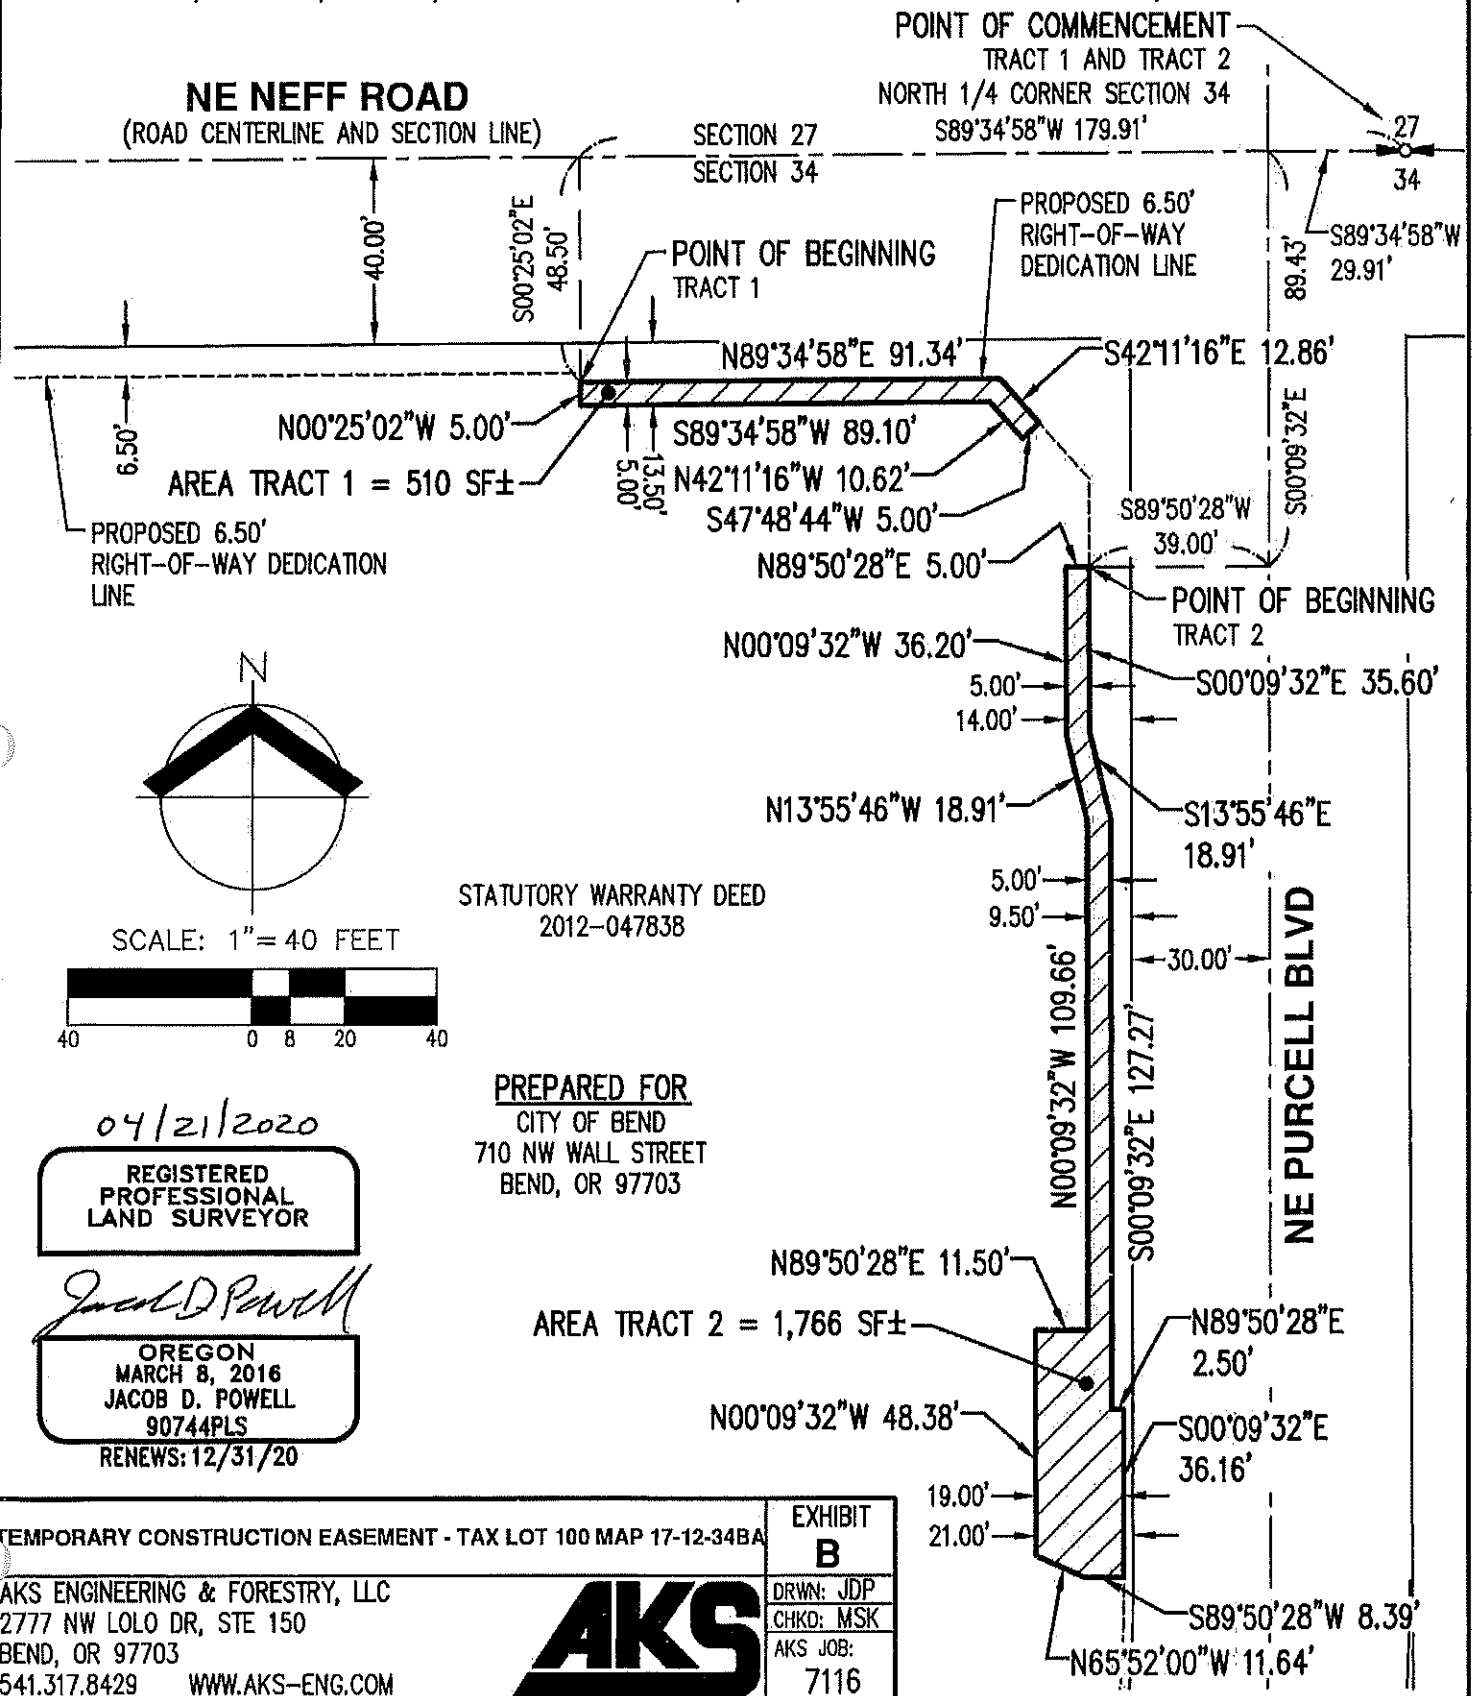 POINT OF COMMENCEMENT
TRACT 1 AND TRACT 2
NORTH 1/4 CORNER SECTION 34
S89°34'58"W 179.91'
NE NEFF ROAD
(ROAD CENTERLINE AND SECTION LINE)
SECTION 27
SECTION 34
27
34
40.00'
S00°25'02"E
48.50'
POINT OF BEGINNING
TRACT 1
PROPOSED 6.50'
RIGHT-OF-WAY
DEDICATION LINE
89.43'
S89°34'58"W
29.91'
N89°34'58"E 91.34'
S42°11'16"E 12.86'
6.50'
N00°25'02"W 5.00'
S89°34'58"W 89.10'
S00°09'32"E
AREA TRACT 1 = 510 SF±
5.00'
13.50'
N42°11'16"W 10.62'
S47°48'44"W 5.00'
S89°50'28"W
39.00'
PROPOSED 6.50'
RIGHT-OF-WAY DEDICATION
LINE
N89°50'28"E 5.00'
POINT OF BEGINNING
TRACT 2
N00°09'32"W 36.20'
5.00'
S00°09'32"E 35.60'
14.00'
N
N13°55'46"W 18.91'
S13°55'46"E
18.91'
5.00'
9.50'
STATUTORY WARRANTY DEED
2012-047838
30.00'
SCALE: 1"= 40 FEET
40 0 8 20 40
N00°09'32"W 109.66'
S00°09'32"E 127.27'
NE PURCELL BLVD
PREPARED FOR
CITY OF BEND
710 NW WALL STREET
BEND, OR 97703
04/21/2020
REGISTERED
PROFESSIONAL
LAND SURVEYOR
Jacob D Powell
OREGON
MARCH 8, 2016
JACOB D. POWELL
90744PLS
RENEWS: 12/31/20
N89°50'28"E 11.50'
AREA TRACT 2 = 1,766 SF±
N89°50'28"E
2.50'
N00°09'32"W 48.38'
S00°09'32"E
36.16'
19.00'
21.00'
S89°50'28"W 8.39'
N65°52'00"W 11.64'
TEMPORARY CONSTRUCTION EASEMENT - TAX LOT 100 MAP 17-12-34BA
EXHIBIT
B
AKS ENGINEERING & FORESTRY, LLC
2777 NW LOLO DR, STE 150
BEND, OR 97703
541.317.8429 WWW.AKS-ENG.COM
AKS
DRWN: JDP
CHKD: MSK
AKS JOB:
7116